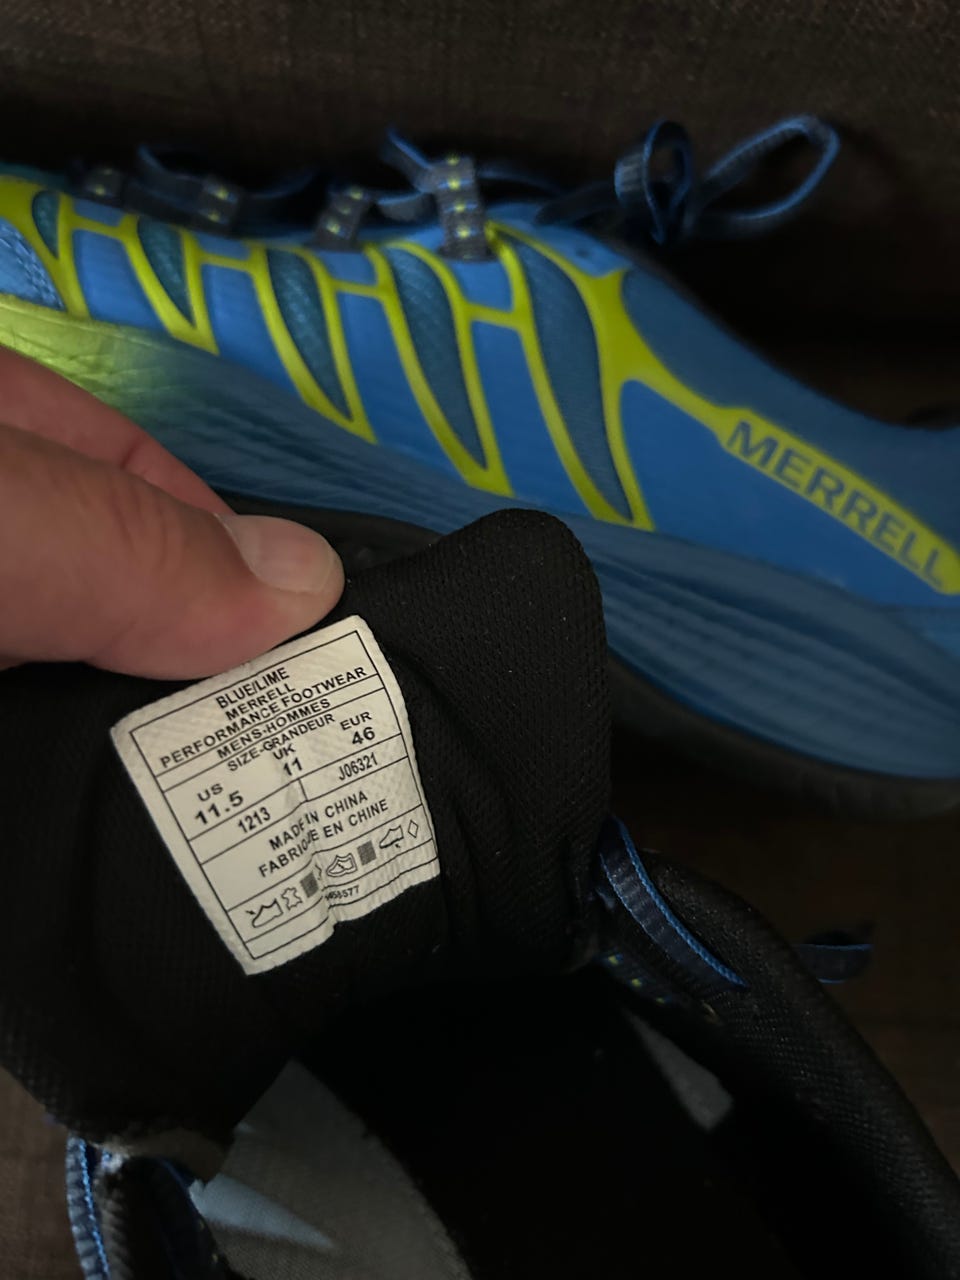 MERRELL
BLUE/LIME
MERRELL
PERFORMANCE FOOTWEAR
MENS-HOMMES
SIZE-GRANDEUR
US UK EUR
11.5 11 46
1213 J06321
MADE IN CHINA
FABRIQUE EN CHINE